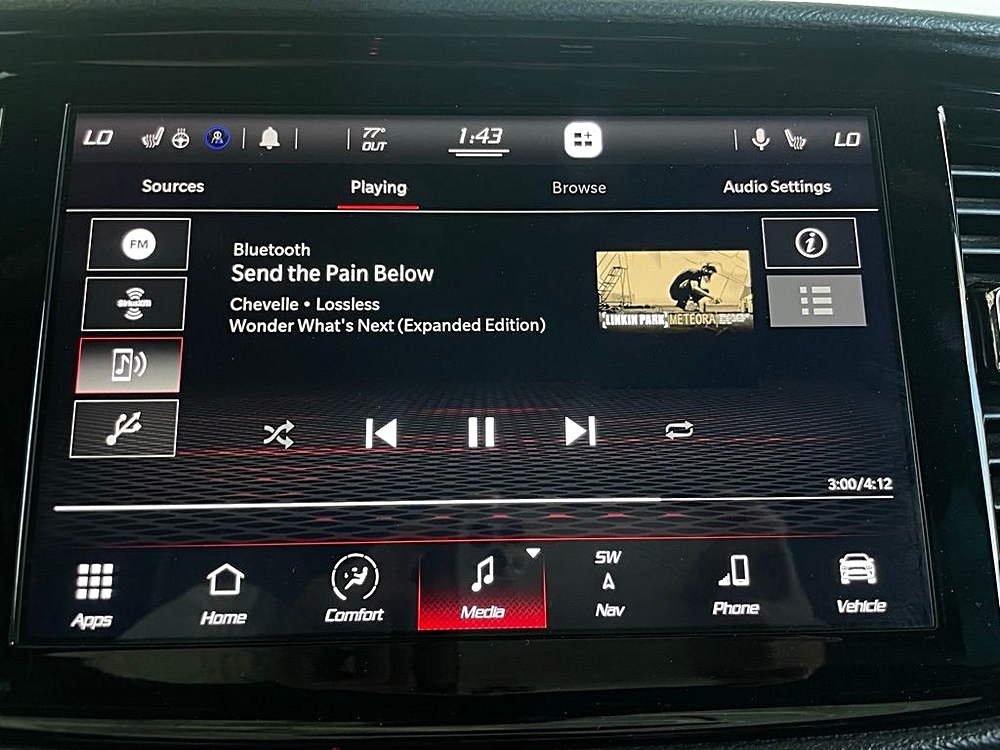 LO
77°
OUT
1:43
LO
Sources
Playing
Browse
Audio Settings
FM
SiriusXM
Bluetooth
Send the Pain Below
Chevelle • Lossless
Wonder What's Next (Expanded Edition)
LINKIN PARK METEORA
3:00/4:12
Apps
Home
Comfort
Media
SW
Nav
Phone
Vehicle